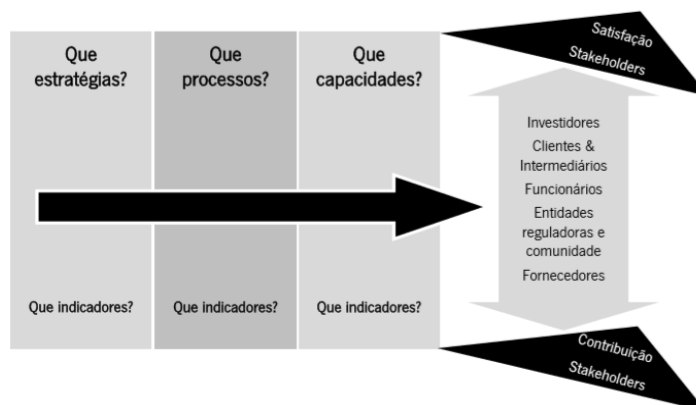 Que
estratégias?
Que
processos?
Que
capacidades?
Satisfação
Stakeholders
Investidores
Clientes &
Intermediários
Funcionários
Entidades
reguladoras e
comunidade
Fornecedores
Que indicadores?
Que indicadores?
Que indicadores?
Contribuição
Stakeholders